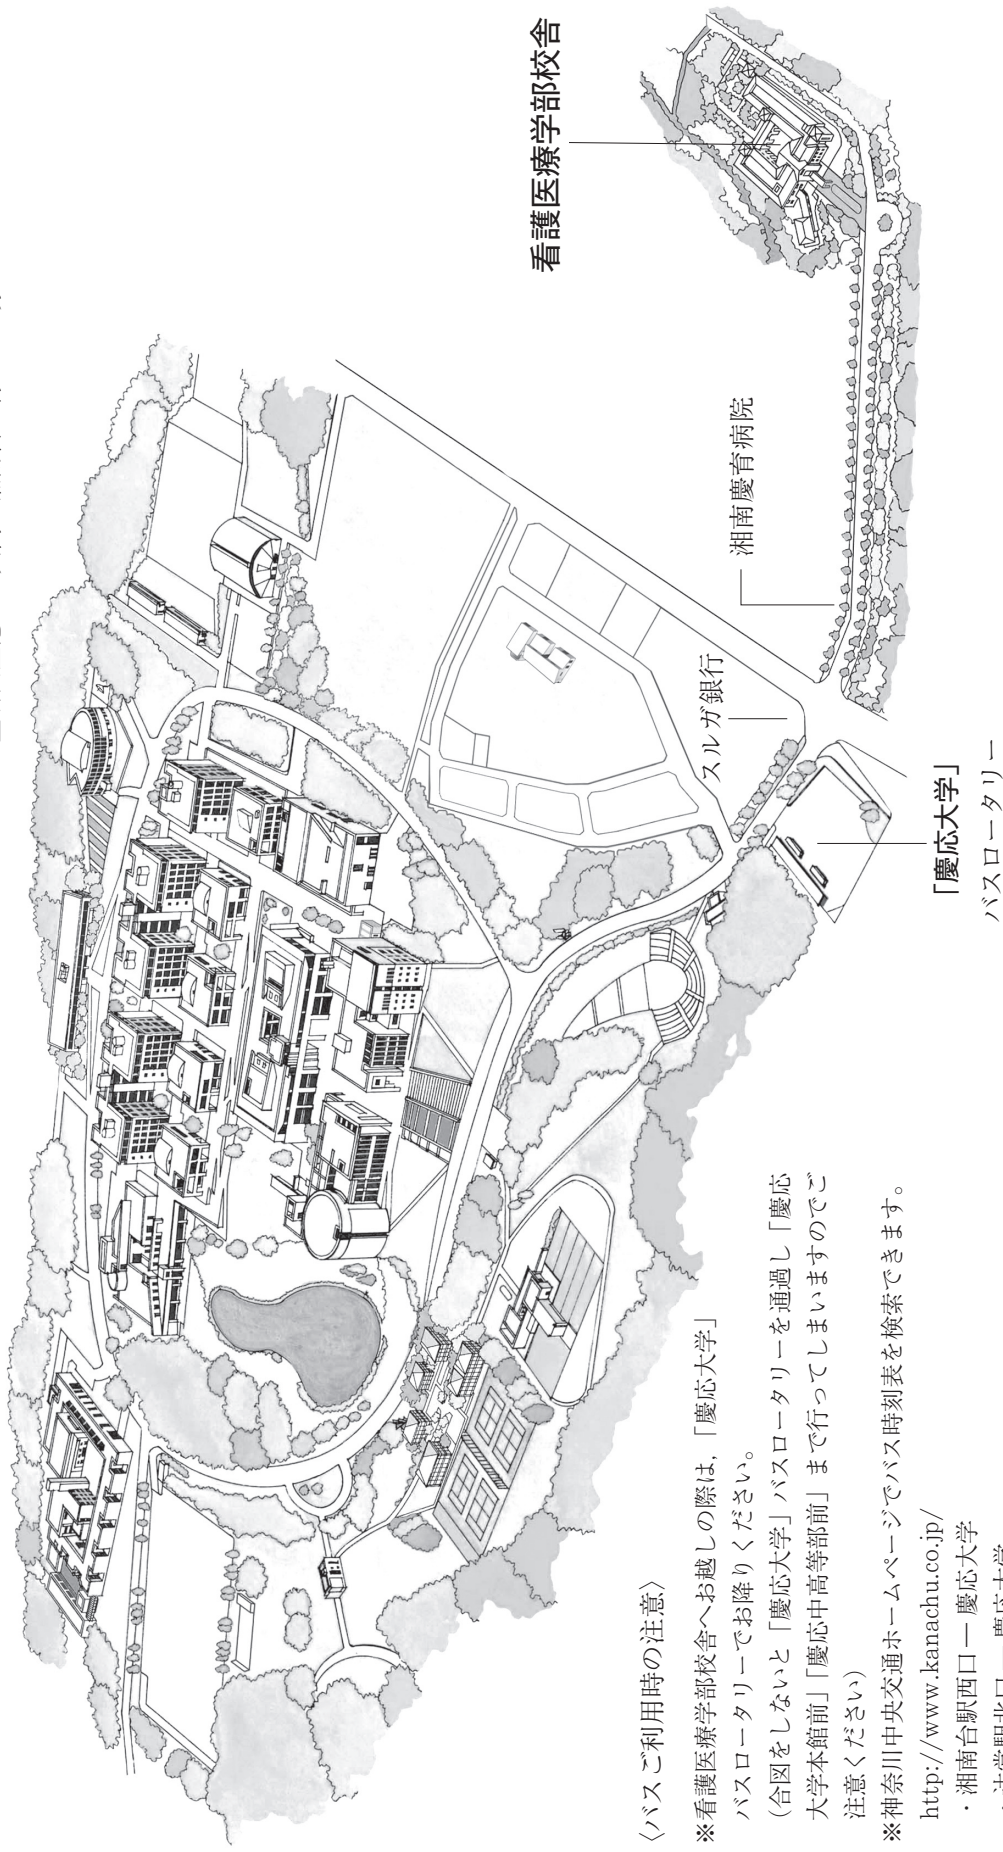 看護医療学部校舎
湘南慶育病院
スルガ銀行
「慶応大学」
バスロータリー
〈バスご利用時の注意〉
※看護医療学部校舎へお越しの際は,「慶応大学」
バスロータリーでお降りください。
(合図をしないと「慶応大学」バスロータリーを通過し「慶応
大学本館前」「慶応中高等部前」まで行ってしまいますのでご
注意ください)
※神奈川中央交通ホームページでバス時刻表を検索できます。
http://www.kanachu.co.jp/
・湘南台駅西口 ― 慶応大学